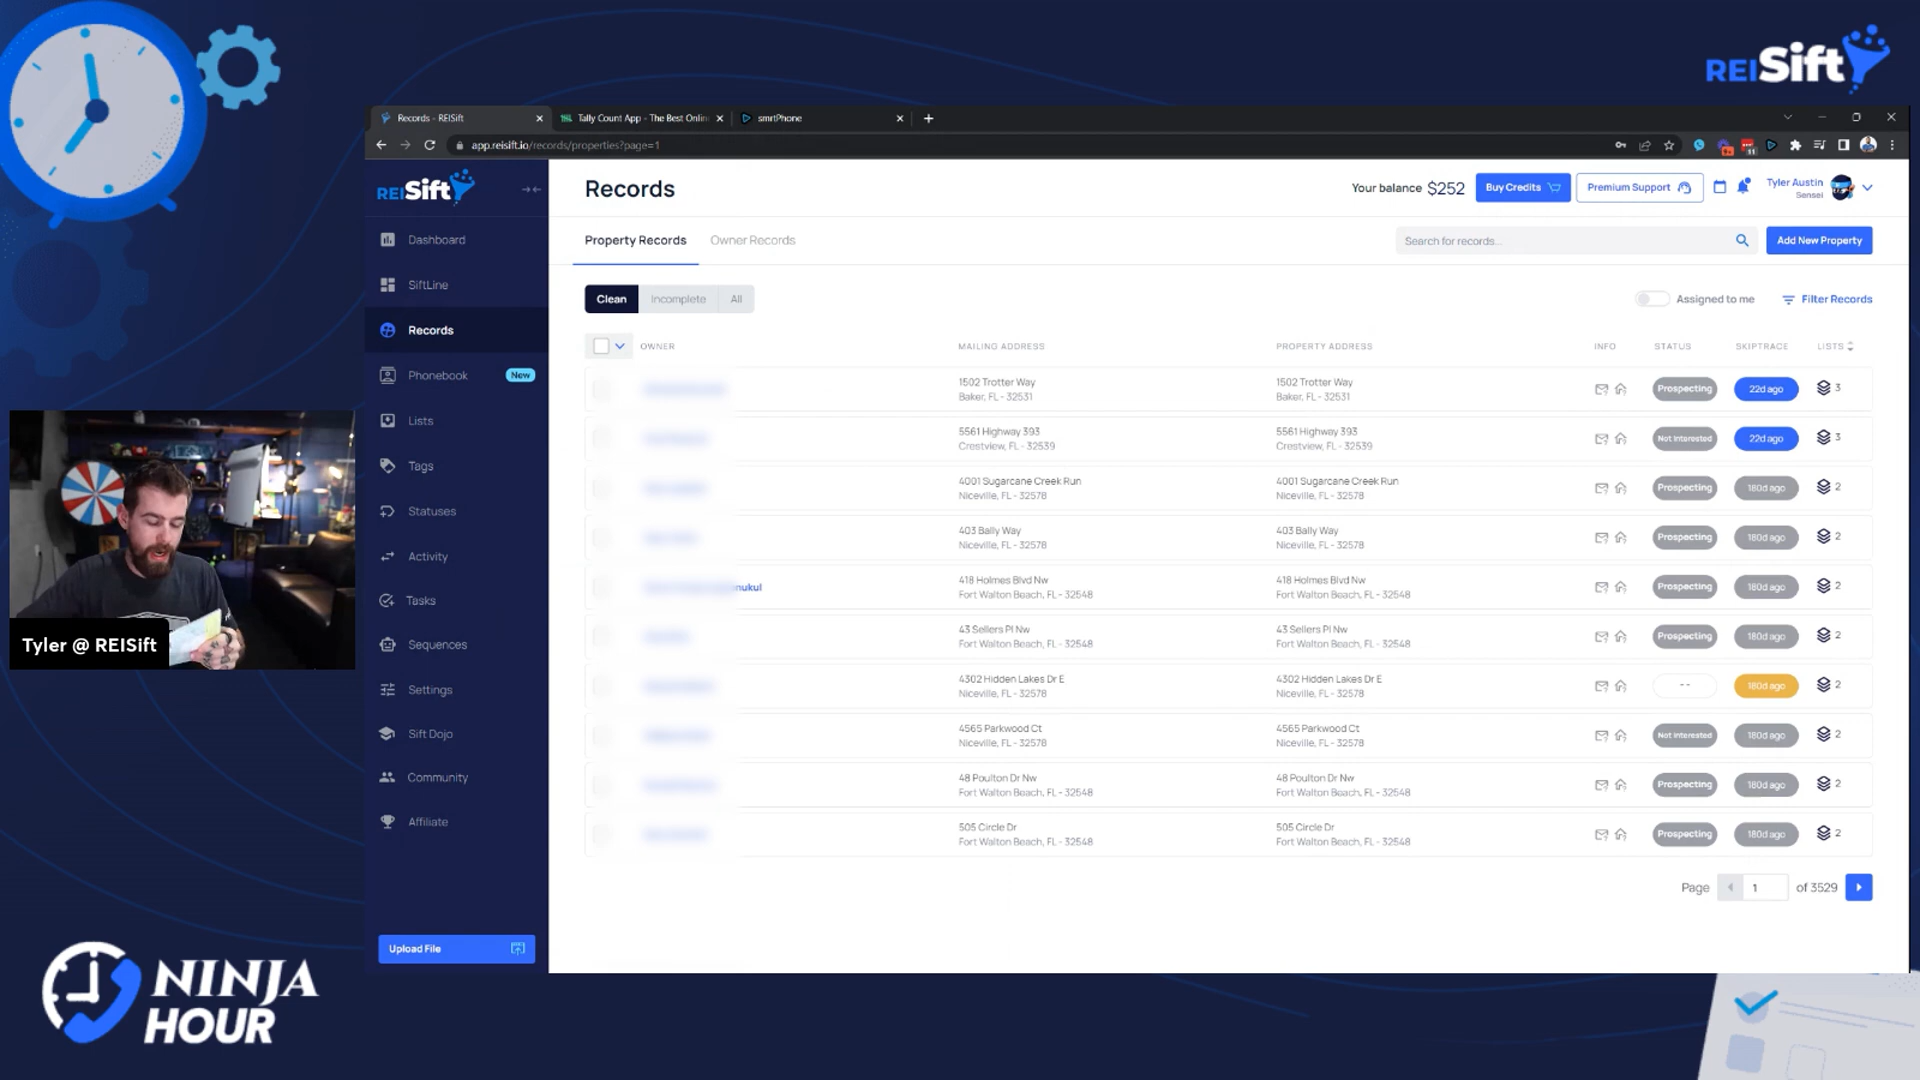 REISift
Records - REISift
Tally Count App - The Best Onlin
smrtPhone
app.reisift.io/records/properties?page=1
REISift
Records
Your balance $252
Buy Credits
Premium Support
Tyler Austin
Sensei
Dashboard
SiftLine
Records
Phonebook
New
Lists
Tags
Statuses
Activity
Tasks
Sequences
Settings
Sift Dojo
Community
Affiliate
Upload File
Property Records
Owner Records
Search for records...
Add New Property
Clean
Incomplete
All
Assigned to me
Filter Records
OWNER
MAILING ADDRESS
PROPERTY ADDRESS
INFO
STATUS
SKIPTRACE
LISTS
1502 Trotter Way
Baker, FL - 32531
1502 Trotter Way
Baker, FL - 32531
Prospecting
22d ago
3
5561 Highway 393
Crestview, FL - 32539
5561 Highway 393
Crestview, FL - 32539
Not Interested
22d ago
3
4001 Sugarcane Creek Run
Niceville, FL - 32578
4001 Sugarcane Creek Run
Niceville, FL - 32578
Prospecting
180d ago
2
403 Bally Way
Niceville, FL - 32578
403 Bally Way
Niceville, FL - 32578
Prospecting
180d ago
2
nukul
418 Holmes Blvd Nw
Fort Walton Beach, FL - 32548
418 Holmes Blvd Nw
Fort Walton Beach, FL - 32548
Prospecting
180d ago
2
43 Sellers Pl Nw
Fort Walton Beach, FL - 32548
43 Sellers Pl Nw
Fort Walton Beach, FL - 32548
Prospecting
180d ago
2
4302 Hidden Lakes Dr E
Niceville, FL - 32578
4302 Hidden Lakes Dr E
Niceville, FL - 32578
--
180d ago
2
4565 Parkwood Ct
Niceville, FL - 32578
4565 Parkwood Ct
Niceville, FL - 32578
Not Interested
180d ago
2
48 Poulton Dr Nw
Fort Walton Beach, FL - 32548
48 Poulton Dr Nw
Fort Walton Beach, FL - 32548
Prospecting
180d ago
2
505 Circle Dr
Fort Walton Beach, FL - 32548
505 Circle Dr
Fort Walton Beach, FL - 32548
Prospecting
180d ago
2
Page 1 of 3529
Tyler @ REISift
NINJA
HOUR